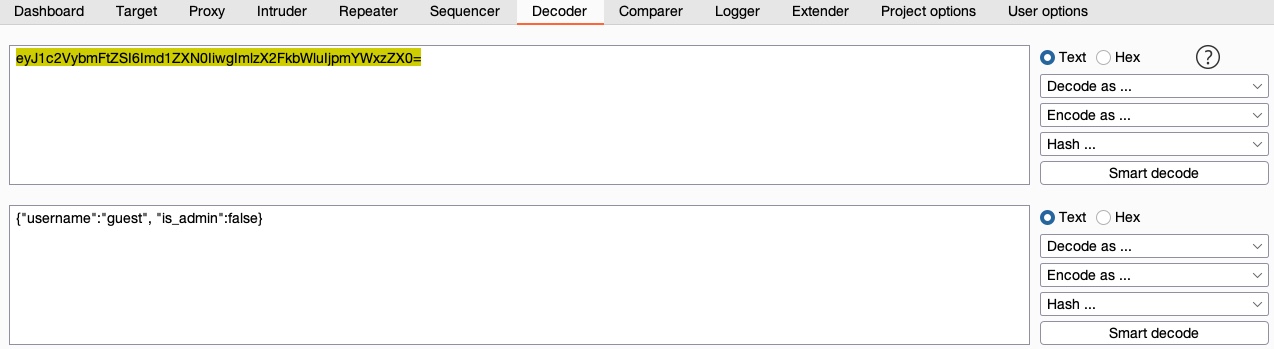 Dashboard Target Proxy Intruder Repeater Sequencer Decoder Comparer Logger Extender Project options User options
eyJ1c2VybmFtZSI6Imd1ZXN0IiwgImlzX2FkbWluIjpmYWxzZX0=
Text Hex ?
Decode as ...
Encode as ...
Hash ...
Smart decode
{"username":"guest", "is_admin":false}
Text Hex
Decode as ...
Encode as ...
Hash ...
Smart decode